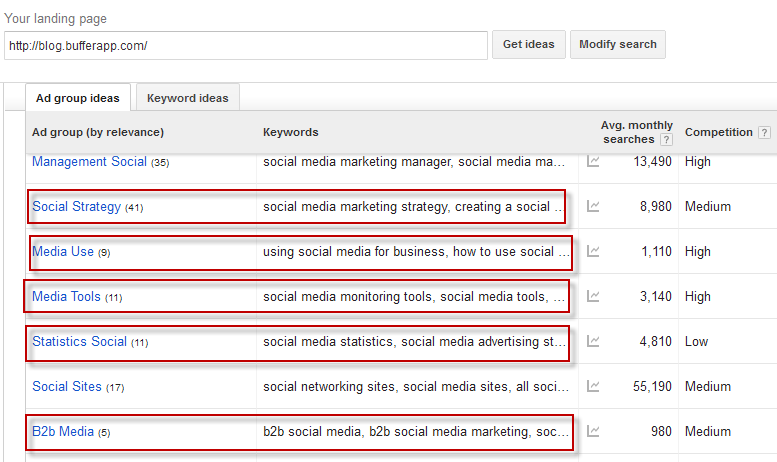 Your landing page
http://blog.bufferapp.com/ Get ideas Modify search
Ad group ideas Keyword ideas
Ad group (by relevance) Keywords Avg. monthly searches ? Competition ?
Management Social (35) social media marketing manager, social media ma... 13,490 High
Social Strategy (41) social media marketing strategy, creating a social ... 8,980 Medium
Media Use (9) using social media for business, how to use social ... 1,110 High
Media Tools (11) social media monitoring tools, social media tools, ... 3,140 High
Statistics Social (11) social media statistics, social media advertising st... 4,810 Low
Social Sites (17) social networking sites, social media sites, all soci... 55,190 Medium
B2b Media (5) b2b social media, b2b social media marketing, soc... 980 Medium